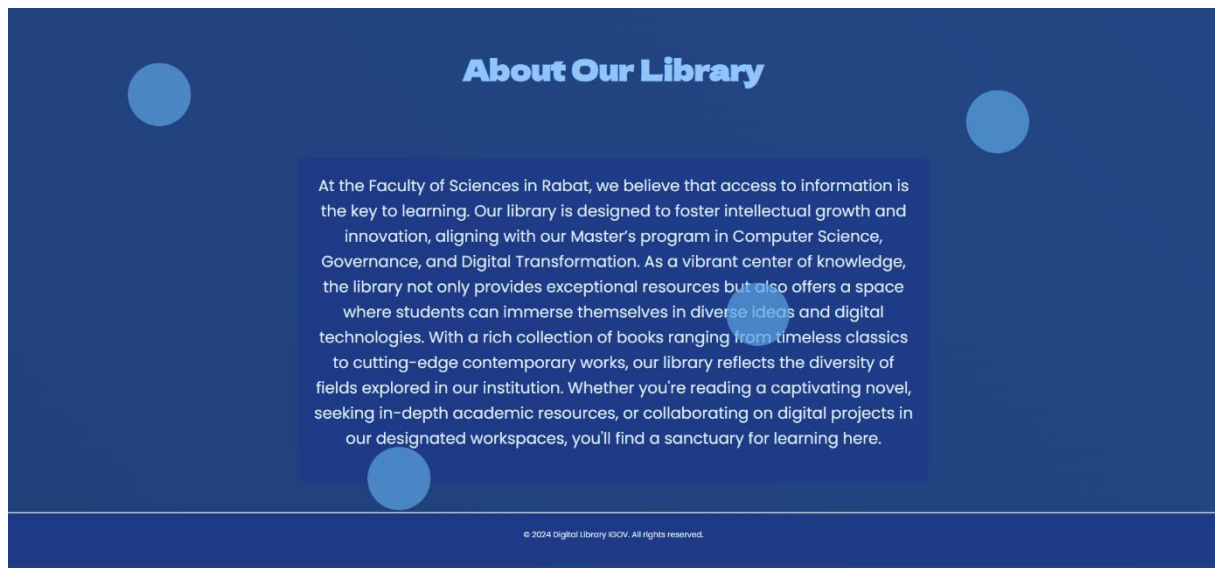 About Our Library
At the Faculty of Sciences in Rabat, we believe that access to information is
the key to learning. Our library is designed to foster intellectual growth and
innovation, aligning with our Master's program in Computer Science,
Governance, and Digital Transformation. As a vibrant center of knowledge,
the library not only provides exceptional resources but also offers a space
where students can immerse themselves in diverse ideas and digital
technologies. With a rich collection of books ranging from timeless classics
to cutting-edge contemporary works, our library reflects the diversity of
fields explored in our institution. Whether you're reading a captivating novel,
seeking in-depth academic resources, or collaborating on digital projects in
our designated workspaces, you'll find a sanctuary for learning here.
© 2024 Digital Library IGOV. All rights reserved.